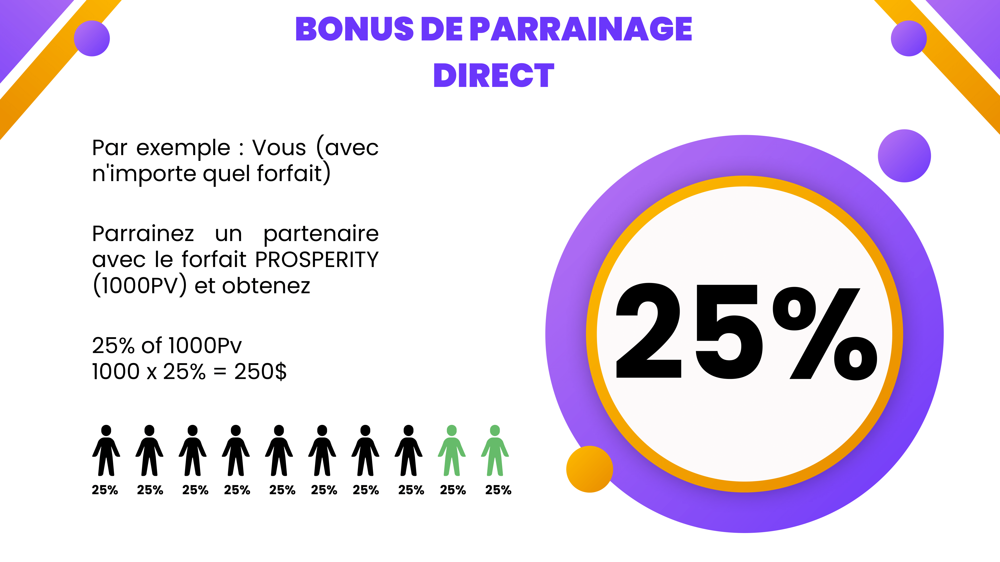 BONUS DE PARRAINAGE
DIRECT
Par exemple : Vous (avec
n'importe quel forfait)
Parrainez un partenaire
avec le forfait PROSPERITY
(1000PV) et obtenez
25% of 1000Pv
1000 x 25% = 250$
25% 25% 25% 25% 25% 25% 25% 25% 25% 25%
25%